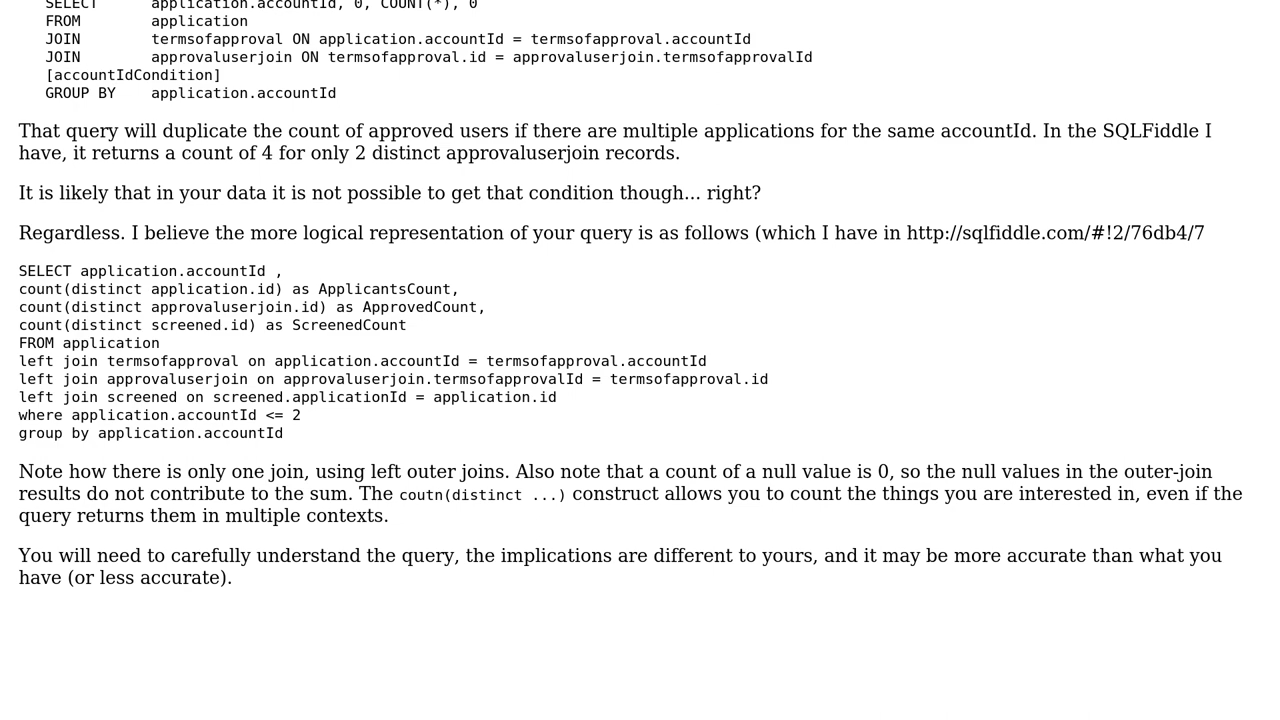 SELECT      application.accountId, 0, COUNT(*), 0
FROM        application
JOIN        termsofapproval ON application.accountId = termsofapproval.accountId
JOIN        approvaluserjoin ON termsofapproval.id = approvaluserjoin.termsofapprovalId
[accountIdCondition]
GROUP BY    application.accountId
That query will duplicate the count of approved users if there are multiple applications for the same accountId. In the SQLFiddle I
have, it returns a count of 4 for only 2 distinct approvaluserjoin records.
It is likely that in your data it is not possible to get that condition though... right?
Regardless. I believe the more logical representation of your query is as follows (which I have in http://sqlfiddle.com/#!2/76db4/7
SELECT application.accountId ,
count(distinct application.id) as ApplicantsCount,
count(distinct approvaluserjoin.id) as ApprovedCount,
count(distinct screened.id) as ScreenedCount
FROM application
left join termsofapproval on application.accountId = termsofapproval.accountId
left join approvaluserjoin on approvaluserjoin.termsofapprovalId = termsofapproval.id
left join screened on screened.applicationId = application.id
where application.accountId <= 2
group by application.accountId
Note how there is only one join, using left outer joins. Also note that a count of a null value is 0, so the null values in the outer-join
results do not contribute to the sum. The coutn(distinct ...) construct allows you to count the things you are interested in, even if the
query returns them in multiple contexts.
You will need to carefully understand the query, the implications are different to yours, and it may be more accurate than what you
have (or less accurate).